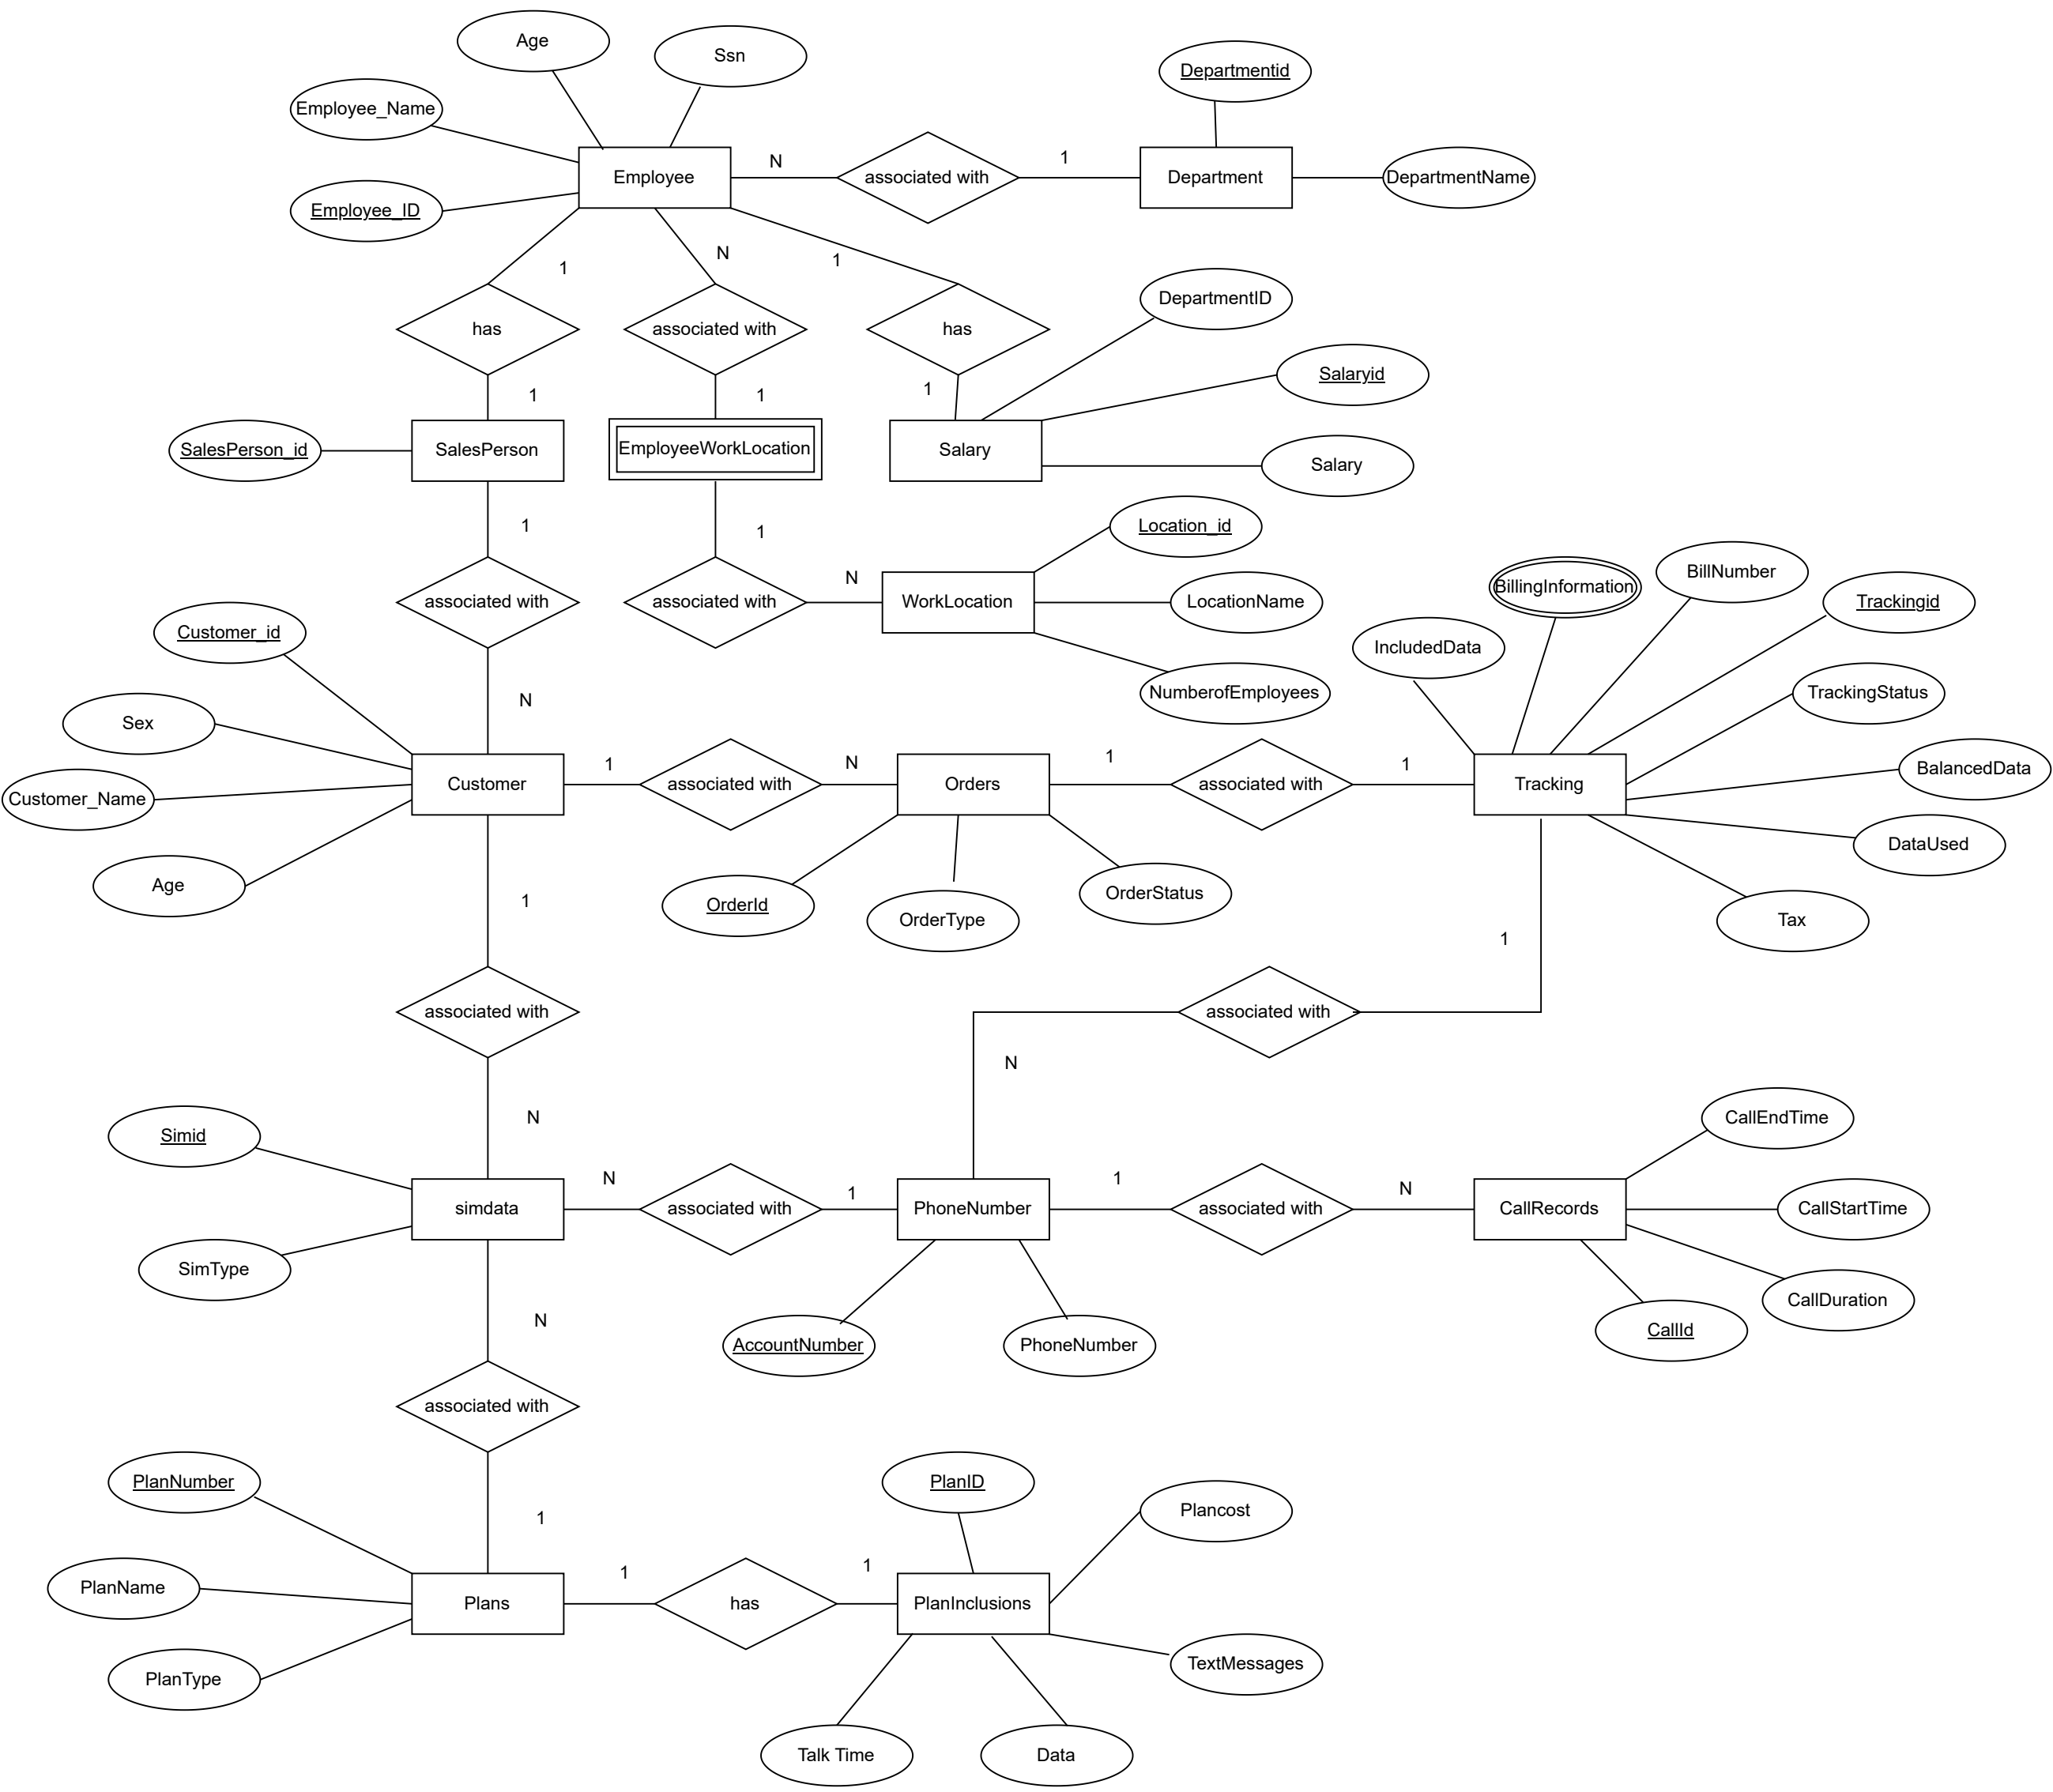 Age
Ssn
Departmentid
Employee_Name
Employee_ID
Employee
N
associated with
1
Department
DepartmentName
1
N
1
has
associated with
has
DepartmentID
Salaryid
1
1
1
SalesPerson_id
SalesPerson
EmployeeWorkLocation
Salary
Salary
1
1
Location_id
associated with
associated with
N
WorkLocation
LocationName
NumberofEmployees
BillingInformation
BillNumber
Trackingid
IncludedData
TrackingStatus
BalancedData
DataUsed
Tax
Customer_id
Sex
Customer_Name
Age
N
Customer
1
associated with
N
Orders
1
associated with
1
Tracking
OrderId
OrderType
OrderStatus
1
1
associated with
associated with
N
N
Simid
SimType
simdata
N
associated with
1
PhoneNumber
1
associated with
N
CallRecords
CallEndTime
CallStartTime
CallDuration
CallId
AccountNumber
PhoneNumber
N
associated with
1
PlanNumber
PlanName
PlanType
Plans
1
has
1
PlanInclusions
PlanID
Plancost
TextMessages
Talk Time
Data